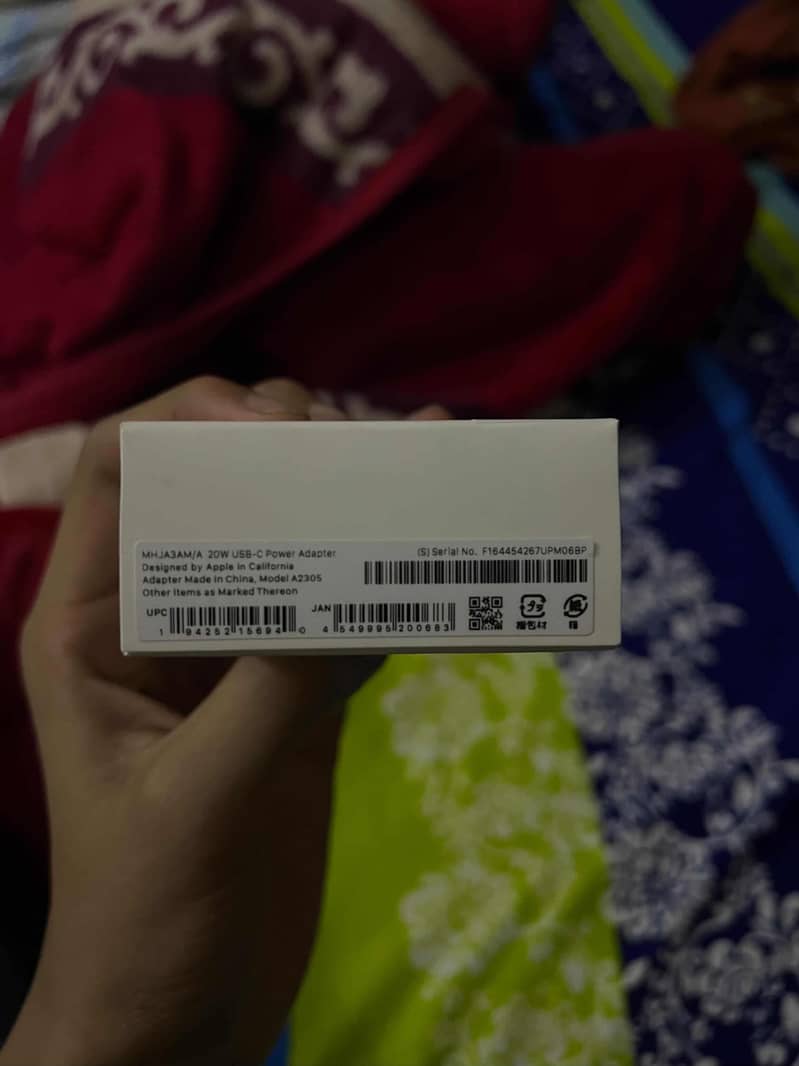 MHJA3AM/A 20W USB-C Power Adapter
Designed by Apple in California
Adapter Made in China, Model A2305
Other Items as Marked Thereon
(S) Serial No. F164454267UPM06BP
UPC
1 94252 15694 0
JAN
4 549995 200683